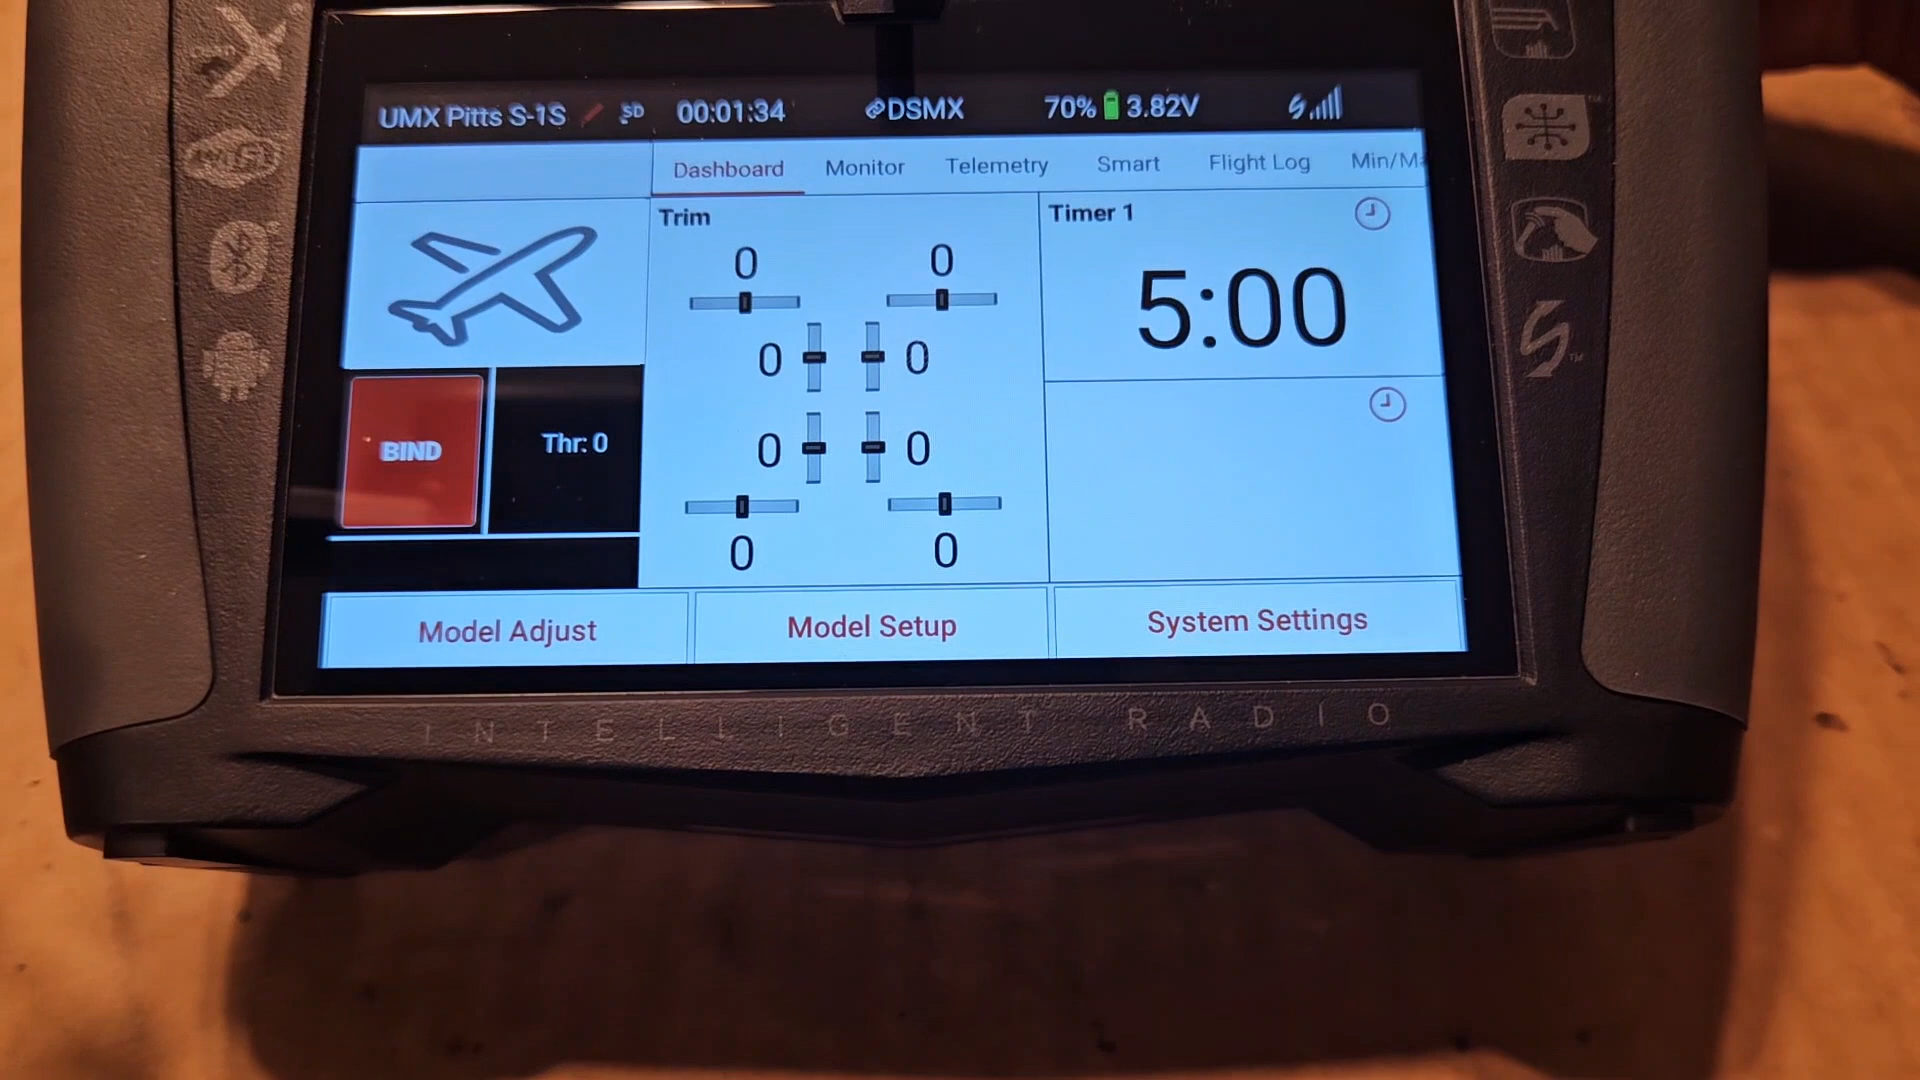 UMX Pitts S-1S SD 00:01:34 DSMX 70% 3.82V
Dashboard Monitor Telemetry Smart Flight Log Min/Ma
Trim
0 0
0 0
0 0
0 0
Timer 1
5:00
BIND
Thr: 0
Model Adjust Model Setup System Settings
INTELLIGENT RADIO